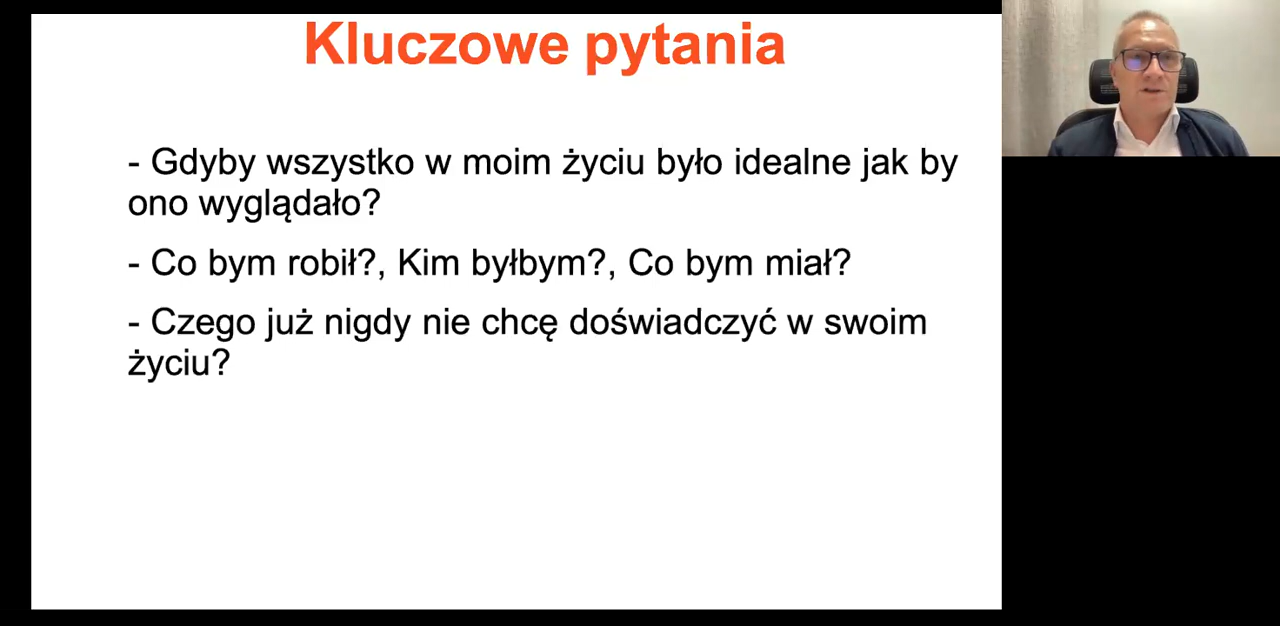 Kluczowe pytania
- Gdyby wszystko w moim życiu było idealne jak by
ono wyglądało?
- Co bym robił?, Kim byłbym?, Co bym miał?
- Czego już nigdy nie chcę doświadczyć w swoim
życiu?